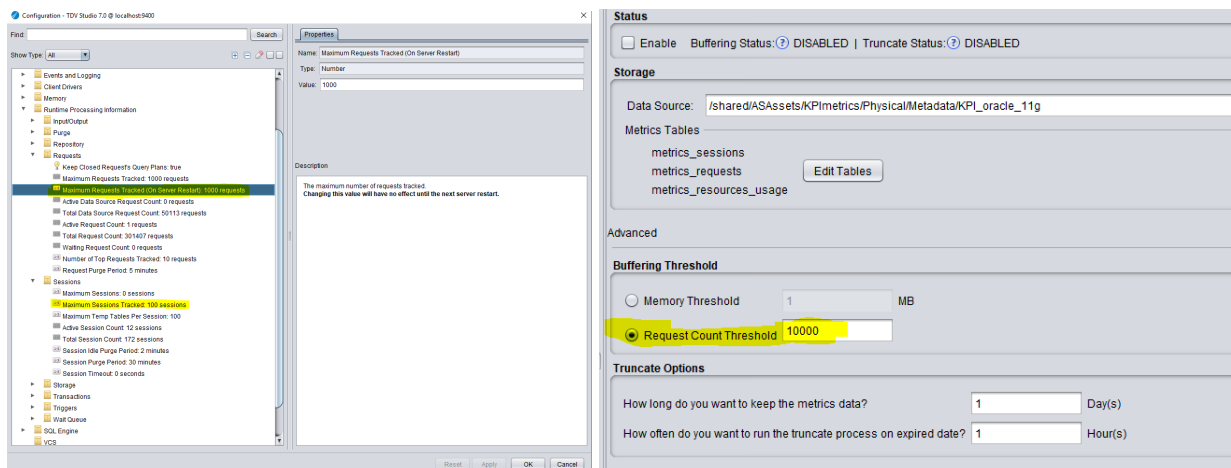 Configuration - TDV Studio 7.0 @ localhost:9400
Find:
Search
Show Type: All
Events and Logging
Client Drivers
Memory
Runtime Processing Information
Input/Output
Purge
Repository
Requests
Keep Closed Request's Query Plans: true
Maximum Requests Tracked: 1000 requests
Maximum Requests Tracked (On Server Restart): 1000 requests
Active Data Source Request Count: 0 requests
Total Data Source Request Count: 50113 requests
Active Request Count: 1 requests
Total Request Count: 301407 requests
Waiting Request Count: 0 requests
Number of Top Requests Tracked: 10 requests
Request Purge Period: 5 minutes
Sessions
Maximum Sessions: 0 sessions
Maximum Sessions Tracked: 100 sessions
Maximum Temp Tables Per Session: 100
Active Session Count: 12 sessions
Total Session Count: 172 sessions
Session Idle Purge Period: 2 minutes
Session Purge Period: 30 minutes
Session Timeout: 0 seconds
Storage
Transactions
Triggers
Wait Queue
SQL Engine
VCS
Properties
Name: Maximum Requests Tracked (On Server Restart)
Type: Number
Value: 1000
Description
The maximum number of requests tracked.
Changing this value will have no effect until the next server restart.
Reset Apply OK Cancel
Status
Enable Buffering Status: ? DISABLED | Truncate Status: ? DISABLED
Storage
Data Source: /shared/ASAssets/KPImetrics/Physical/Metadata/KPI_oracle_11g
Metrics Tables
metrics_sessions
metrics_requests
metrics_resources_usage
Edit Tables
Advanced
Buffering Threshold
Memory Threshold 1 MB
Request Count Threshold 10000
Truncate Options
How long do you want to keep the metrics data? 1 Day(s)
How often do you want to run the truncate process on expired date? 1 Hour(s)